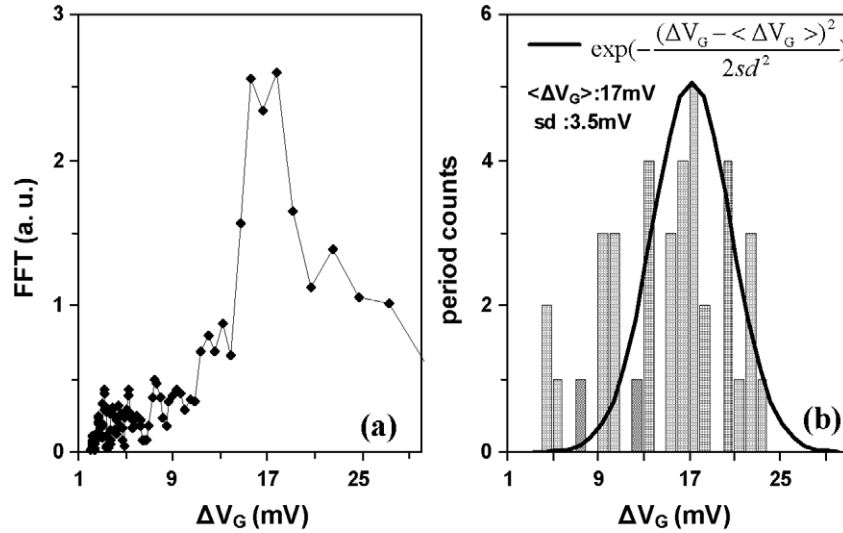 3
2
1
0
FFT (a. u.)
1 9 17 25
ΔV_G (mV)
(a)
6
4
2
0
period counts
exp(-(ΔV_G - < ΔV_G >)^2 / 2sd^2)
<ΔV_G> :17mV
sd :3.5mV
1 9 17 25
ΔV_G (mV)
(b)